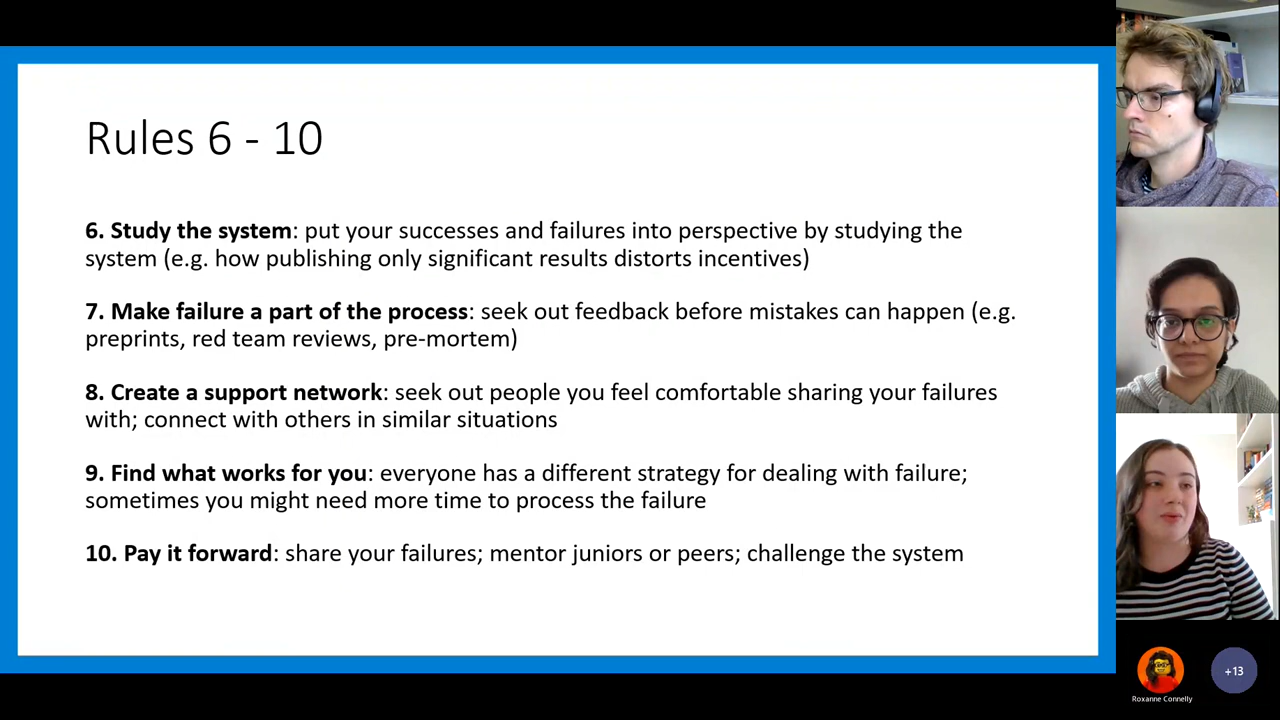 Rules 6 - 10
6. Study the system: put your successes and failures into perspective by studying the
system (e.g. how publishing only significant results distorts incentives)
7. Make failure a part of the process: seek out feedback before mistakes can happen (e.g.
preprints, red team reviews, pre-mortem)
8. Create a support network: seek out people you feel comfortable sharing your failures
with; connect with others in similar situations
9. Find what works for you: everyone has a different strategy for dealing with failure;
sometimes you might need more time to process the failure
10. Pay it forward: share your failures; mentor juniors or peers; challenge the system
+13
Roxanne Connelly